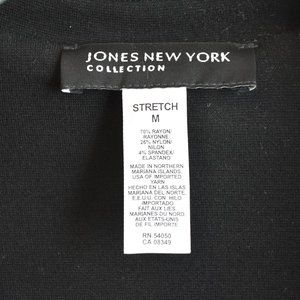 JONES NEW YORK
COLLECTION
STRETCH
M
70% RAYON/
RAYONNE
26% NYLON/
NILON
4% SPANDEX/
ELASTANO
MADE IN NORTHERN
MARIANA ISLANDS,
USA OF IMPORTED
YARN
HECHO EN LAS ISLAS
MARIANA DEL NORTE,
E.E.U.U. CON HILO
IMPORTADO
FAIT AUX LIES
MARIANES DU NORD
AUX ETATS-UNIS
DE FIL IMPORTE
RN 54050
CA 08349